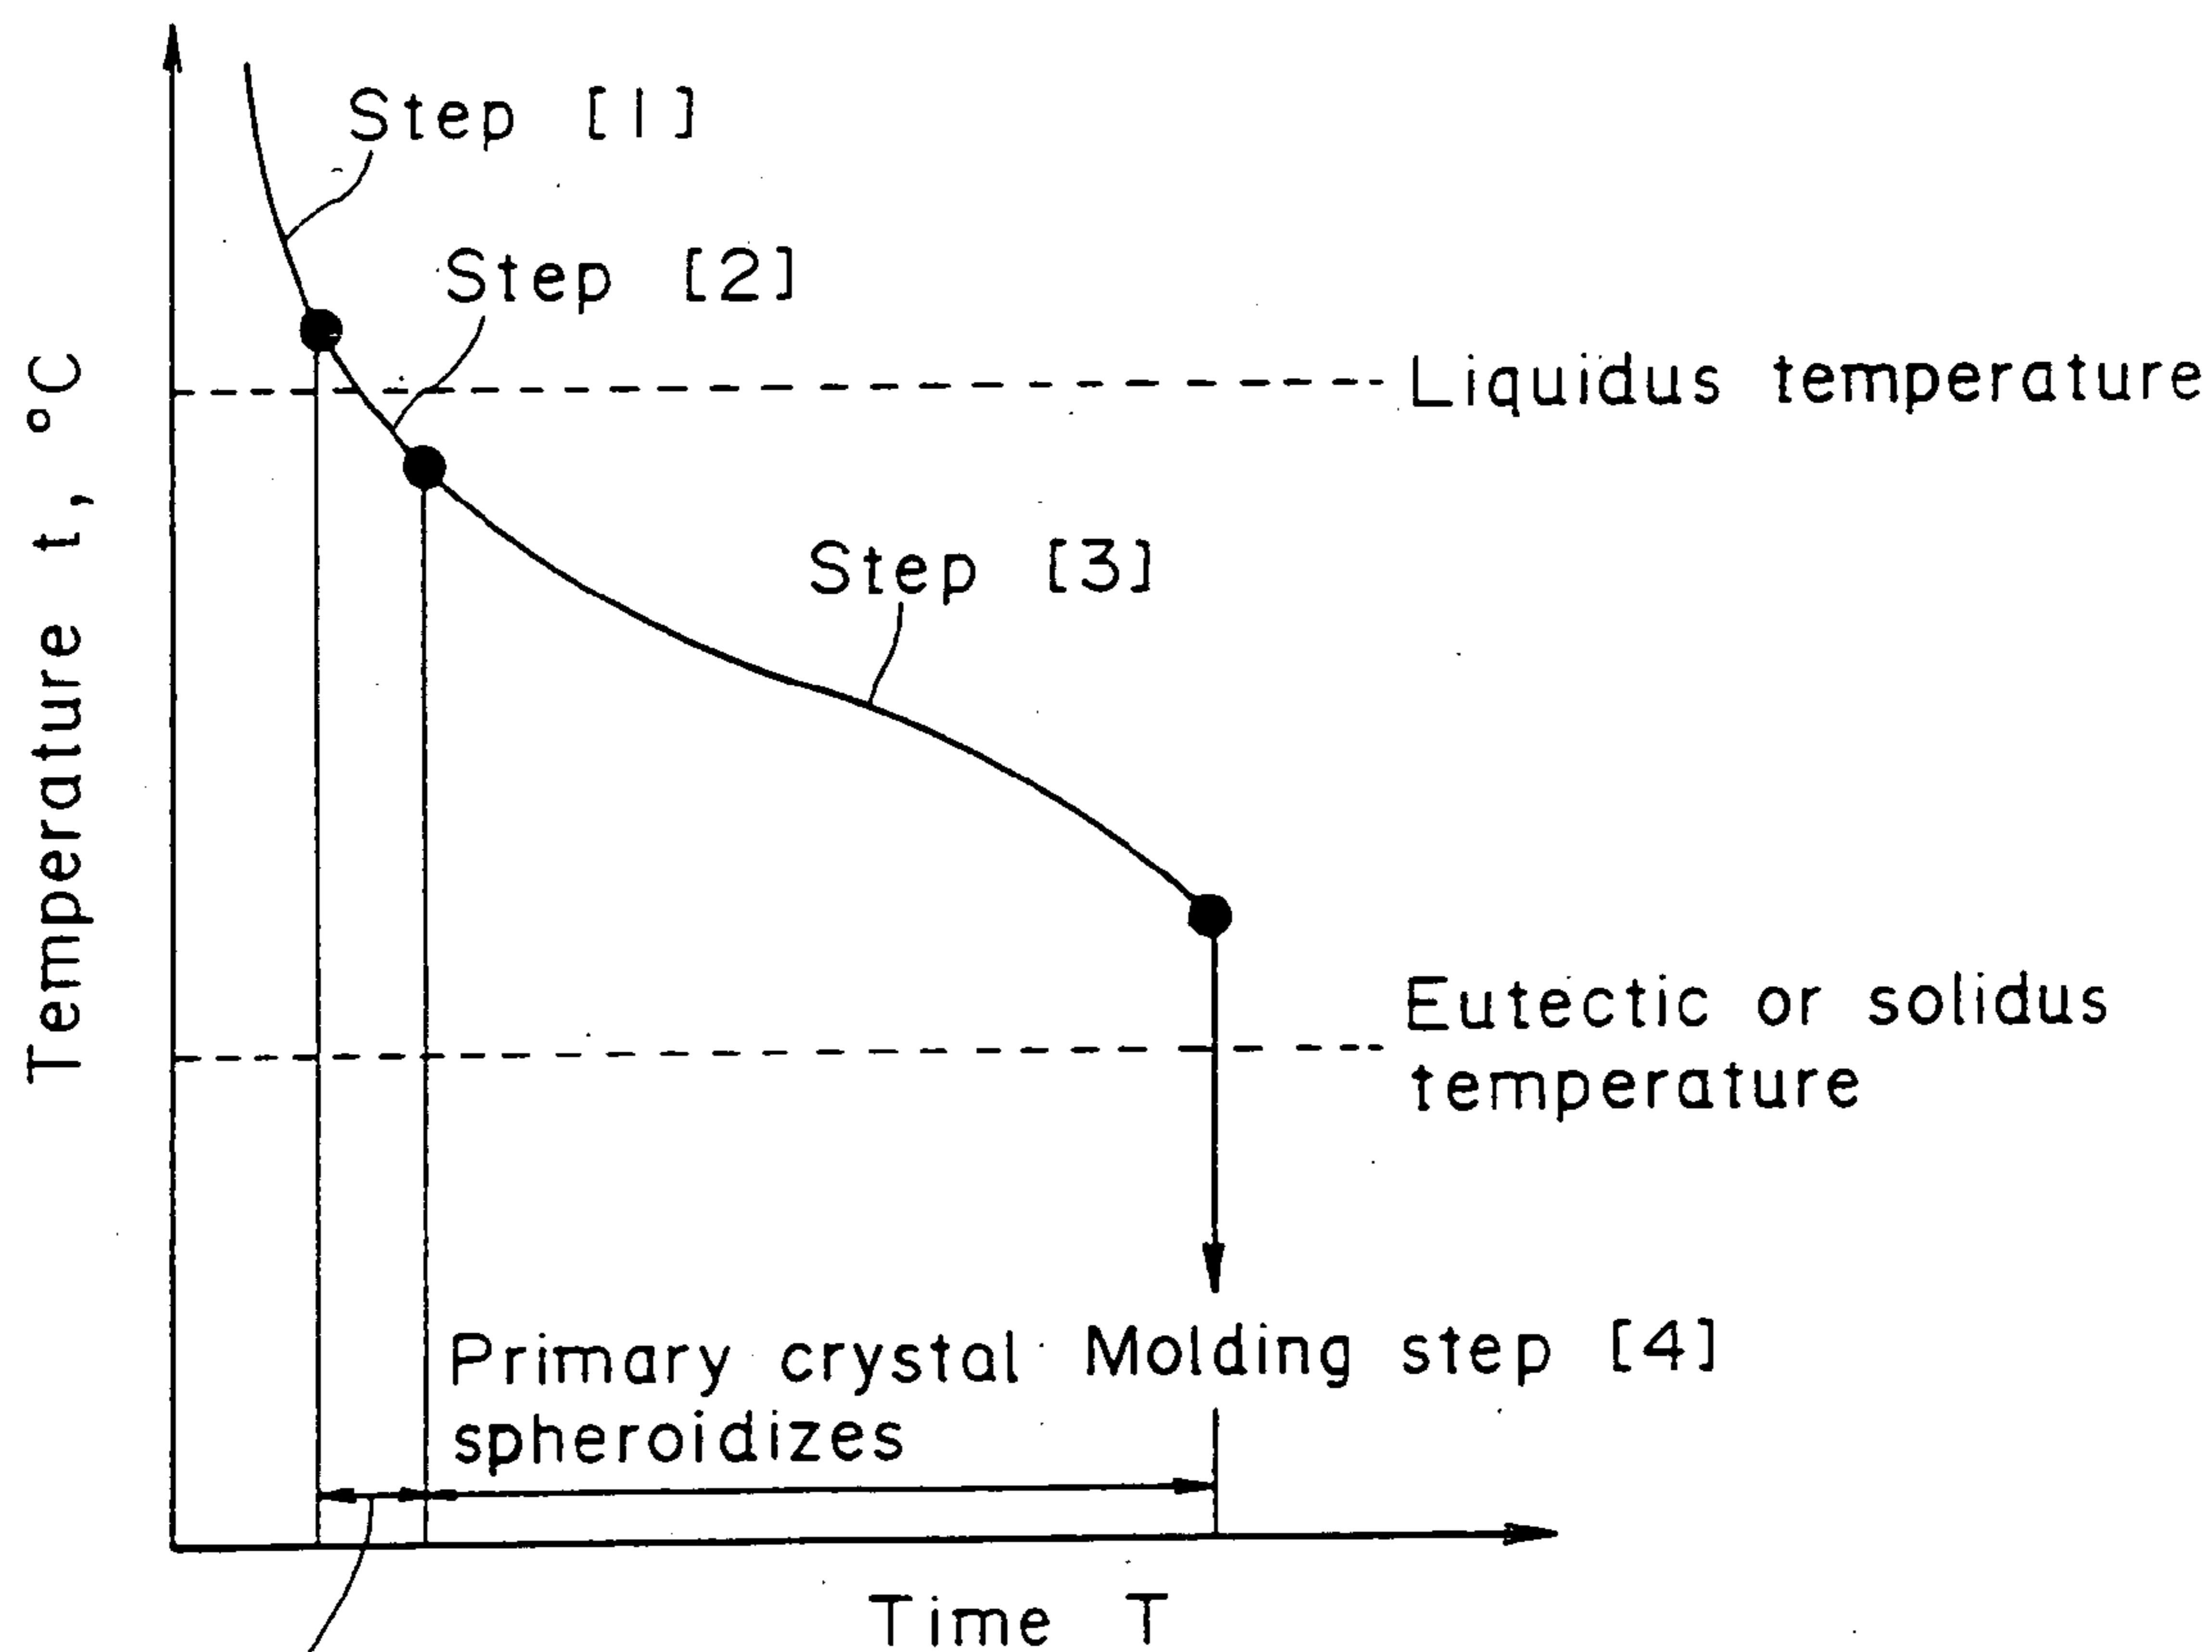 Step [1]
Step [2]
Liquidus temperature
Temperature t, °C
Step [3]
Eutectic or solidus
temperature
Primary crystal
spheroidizes
Molding step [4]
Time T